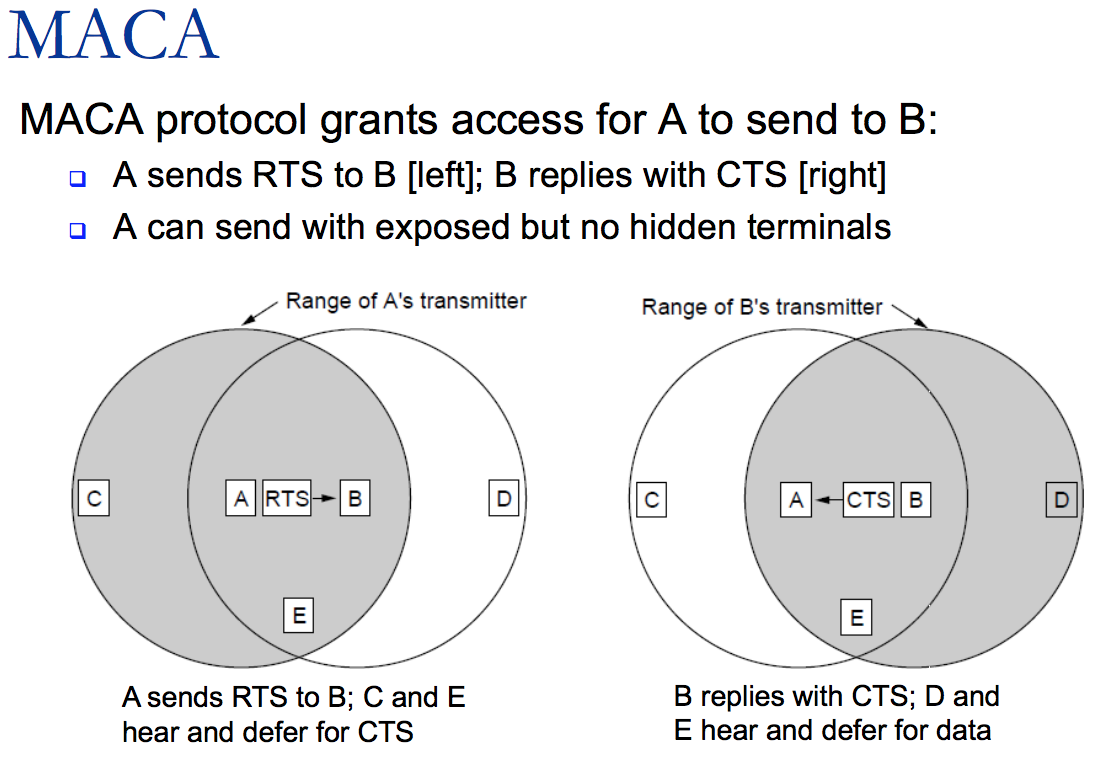 MACA
MACA protocol grants access for A to send to B:
A sends RTS to B [left]; B replies with CTS [right]
A can send with exposed but no hidden terminals
Range of A's transmitter
C
A
RTS
B
D
E
A sends RTS to B; C and E
hear and defer for CTS
Range of B's transmitter
C
A
CTS
B
D
E
B replies with CTS; D and
E hear and defer for data